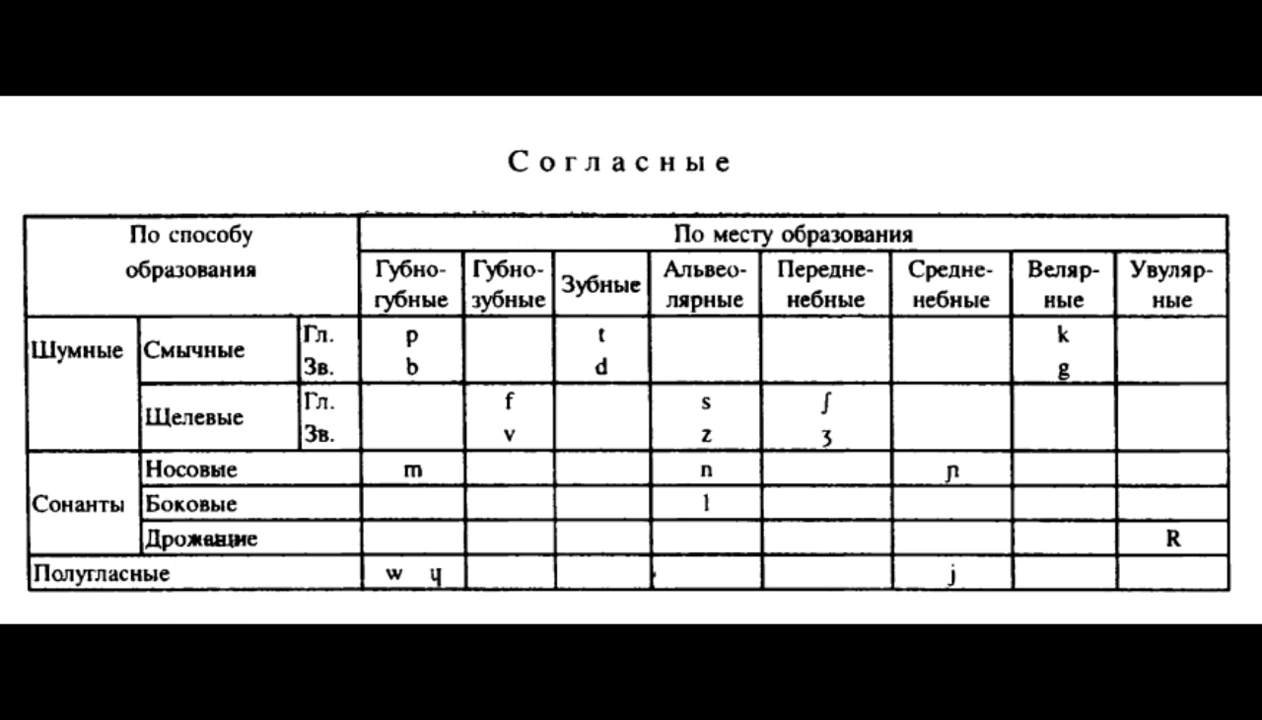 Согласные
По способу образования
По месту образования
Губно-губные Губно-зубные Зубные Альвео-лярные Передне-небные Средне-небные Веляр-ные Увуляр-ные
Шумные Смычные Гл. p t k
Зв. b d g
Щелевые Гл. f s ʃ
Зв. v z ʒ
Сонанты Носовые m n ɲ
Боковые l
Дрожащие R
Полугласные w ɥ j